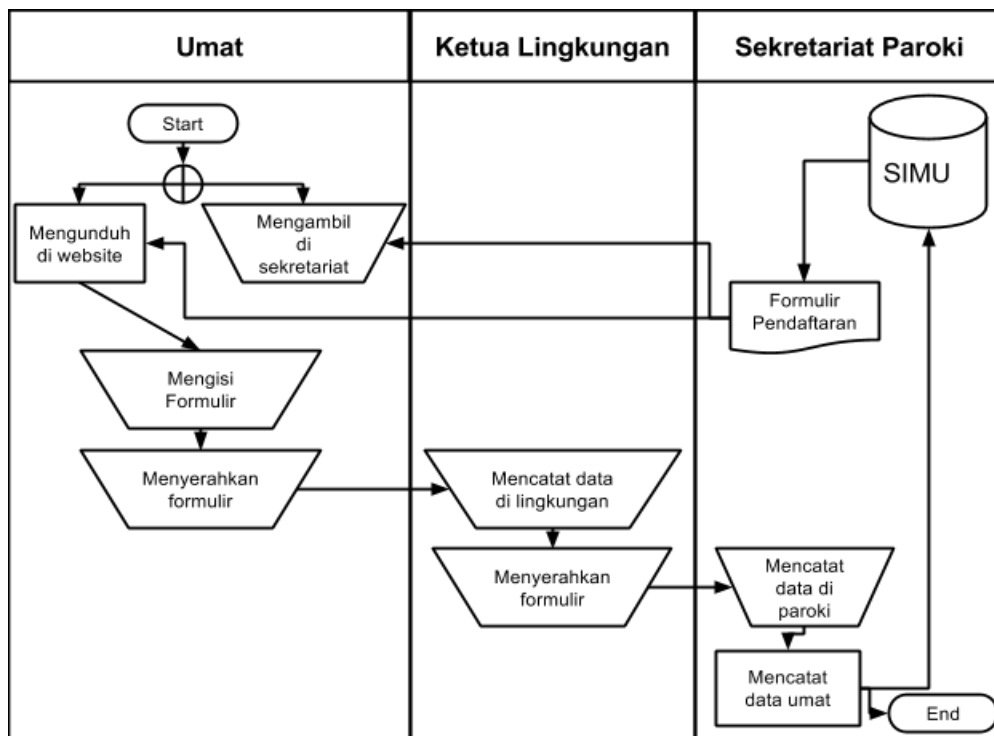 Umat
Ketua Lingkungan
Sekretariat Paroki
Start
SIMU
Mengunduh
di website
Mengambil
di
sekretariat
Formulir
Pendaftaran
Mengisi
Formulir
Menyerahkan
formulir
Mencatat data
di lingkungan
Menyerahkan
formulir
Mencatat
data di
paroki
Mencatat
data umat
End